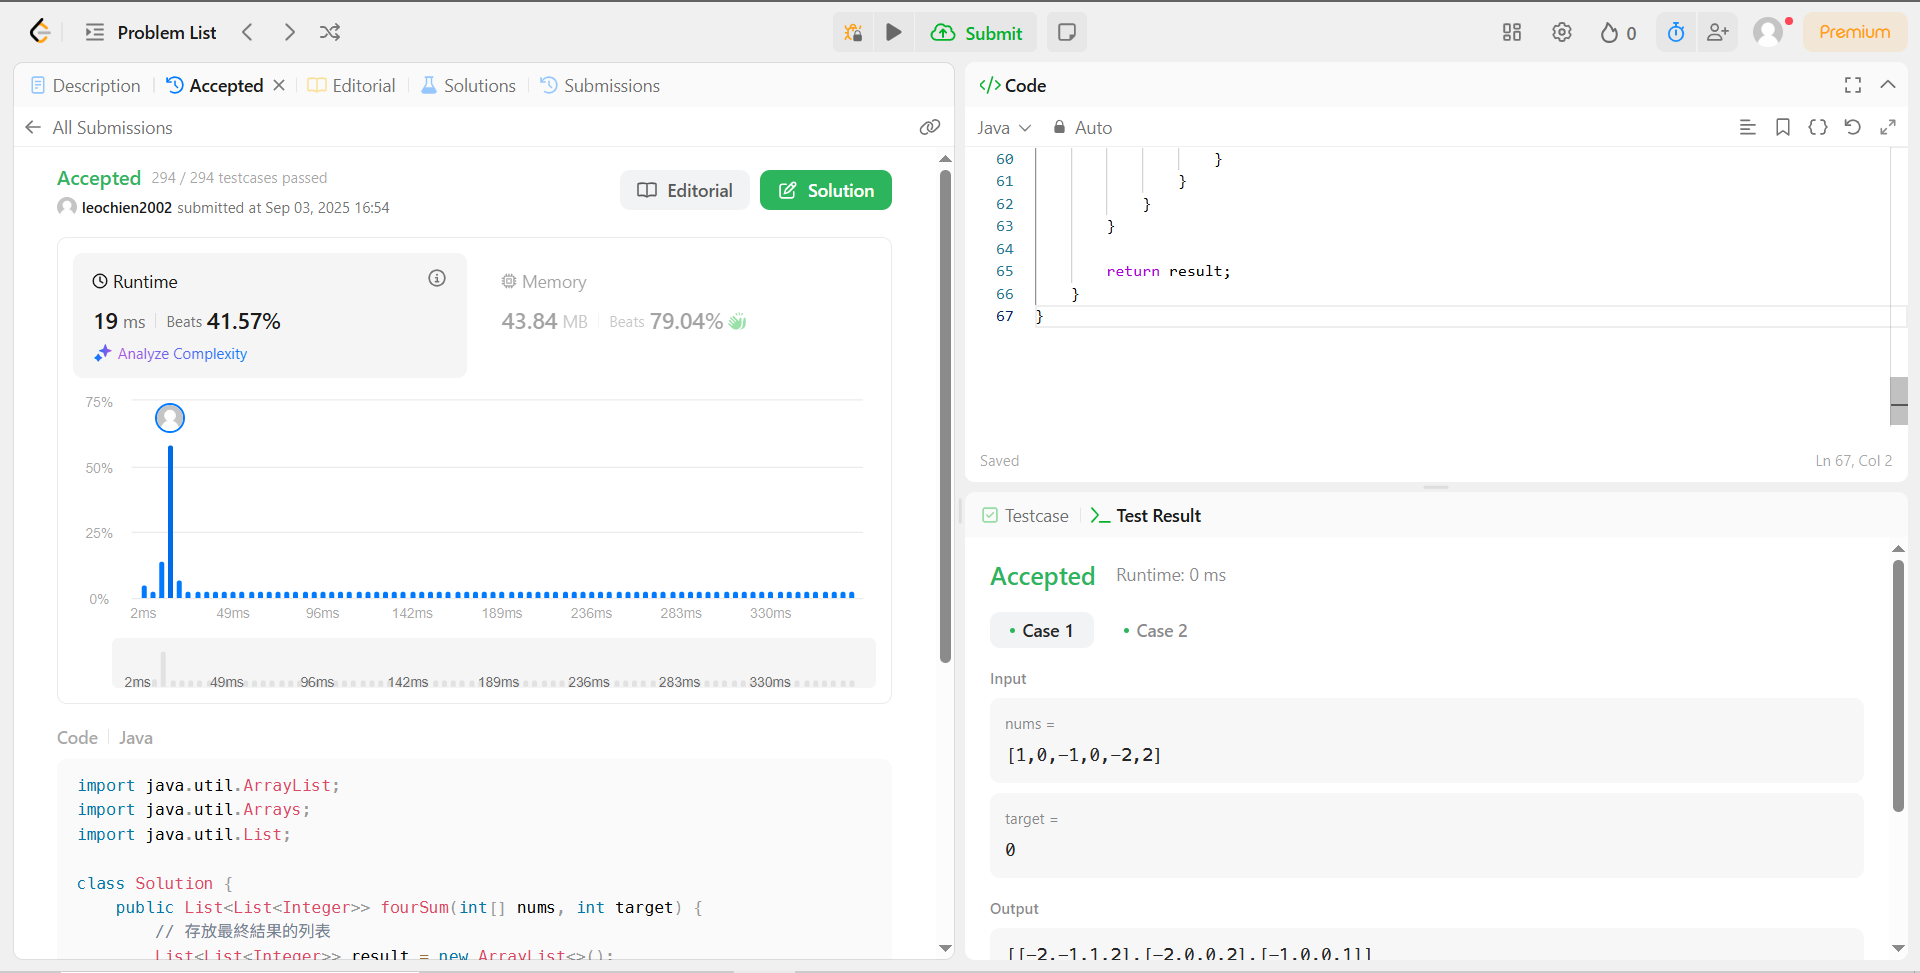 Problem List
Submit
0
Premium
Description
Accepted
Editorial
Solutions
Submissions
All Submissions
Accepted 294 / 294 testcases passed
leochien2002 submitted at Sep 03, 2025 16:54
Editorial
Solution
Runtime
19 ms Beats 41.57%
Analyze Complexity
Memory
43.84 MB Beats 79.04%
75%
50%
25%
0%
2ms 49ms 96ms 142ms 189ms 236ms 283ms 330ms
2ms 49ms 96ms 142ms 189ms 236ms 283ms 330ms
Code Java
import java.util.ArrayList;
import java.util.Arrays;
import java.util.List;
class Solution {
public List<List<Integer>> fourSum(int[] nums, int target) {
// 存放最終結果的列表
List<List<Integer>> result = new ArrayList<>();
</> Code
Java Auto
60 }
61 }
62 }
63 }
64
65 return result;
66 }
67 }
Saved
Ln 67, Col 2
Testcase
Test Result
Accepted Runtime: 0 ms
Case 1
Case 2
Input
nums =
[1,0,-1,0,-2,2]
target =
0
Output
[[-2,-1,1,2],[-2,0,0,2],[-1,0,0,1]]